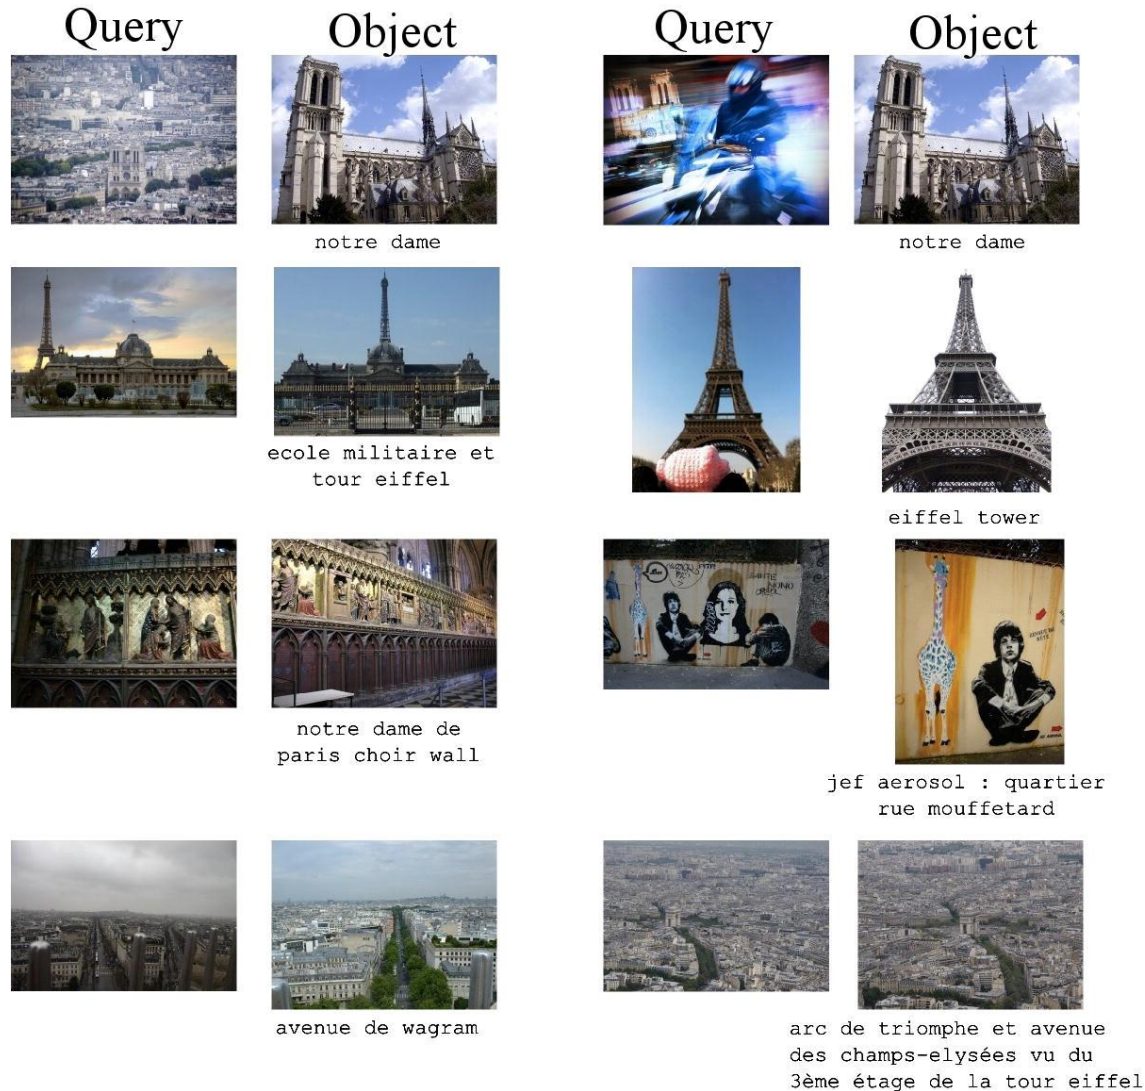 Query Object Query Object
notre dame
notre dame
ecole militaire et
tour eiffel
eiffel tower
notre dame de
paris choir wall
jef aerosol : quartier
rue mouffetard
avenue de wagram
arc de triomphe et avenue
des champs-elysées vu du
3ème étage de la tour eiffel